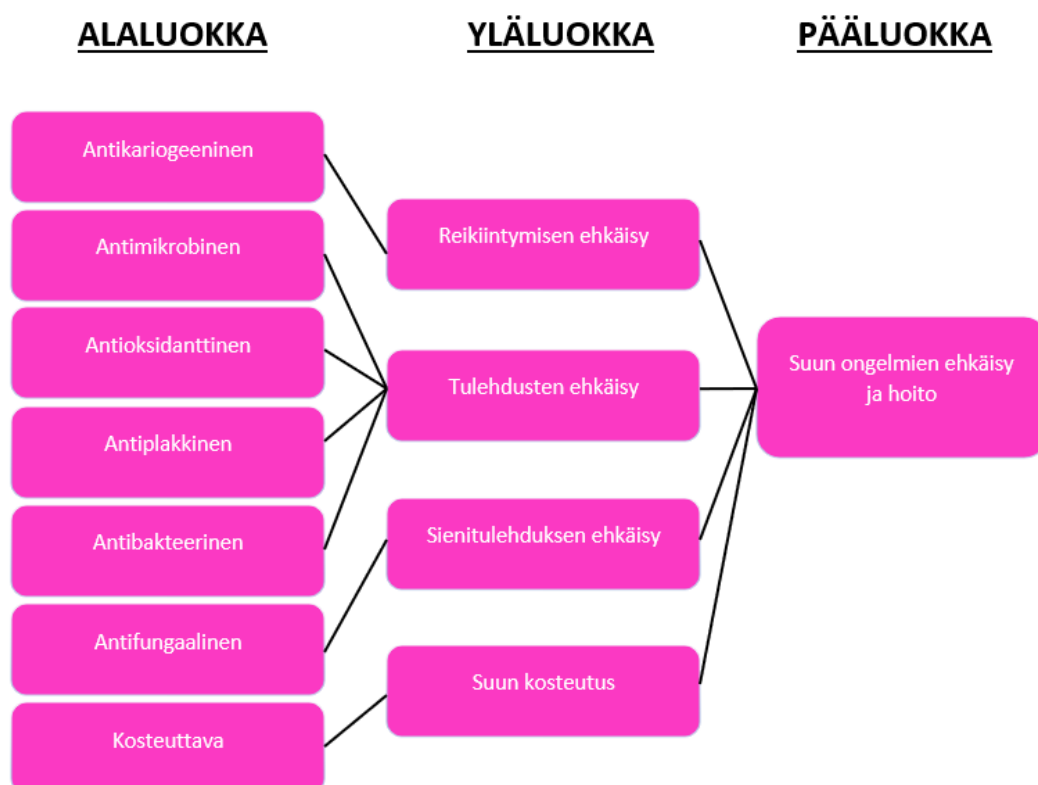 ALALUOKKA
YLÄLUOKKA
PÄÄLUOKKA
Antikariogeeninen
Antimikrobinen
Antioksidanttinen
Antiplakkinen
Antibakteerinen
Antifungaalinen
Kosteuttava
Reikiintymisen ehkäisy
Tulehdusten ehkäisy
Sienitulehduksen ehkäisy
Suun kosteutus
Suun ongelmien ehkäisy
ja hoito